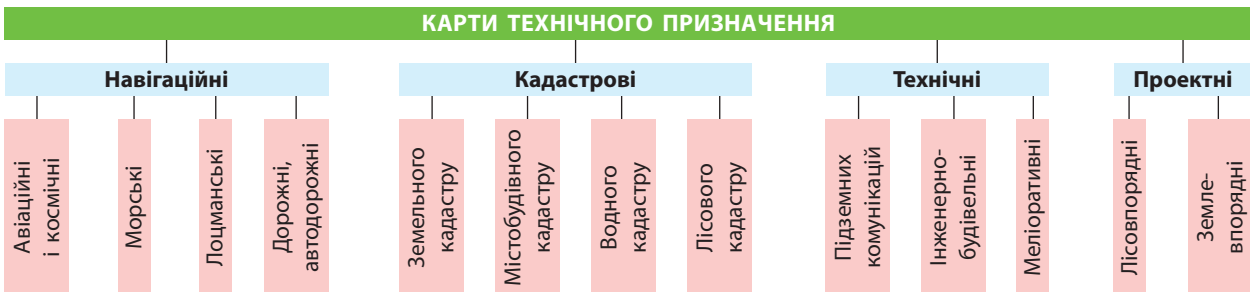 КАРТИ ТЕХНІЧНОГО ПРИЗНАЧЕННЯ
Навігаційні
Кадастрові
Технічні
Проектні
Авіаційні
і космічні
Морські
Лоцманські
Дорожні,
автодорожні
Земельного
кадастру
Містобудівного
кадастру
Водного
кадастру
Лісового
кадастру
Підземних
комунікацій
Інженерно-
будівельні
Меліоративні
Лісовпорядні
Земле-
впорядні